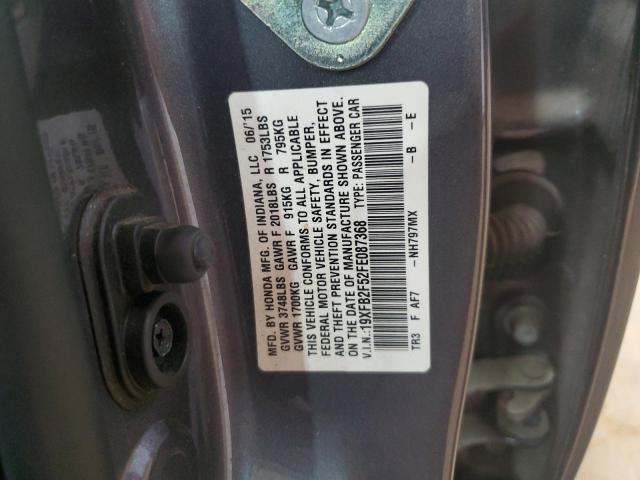 MFD. BY HONDA MFG. OF INDIANA, LLC 06/'15
GVWR 3748LBS GAWR F 2018LBS R 1753LBS
GVWR 1700KG GAWR F 915KG R 795KG
THIS VEHICLE CONFORMS TO ALL APPLICABLE
FEDERAL MOTOR VEHICLE SAFETY, BUMPER,
AND THEFT PREVENTION STANDARDS IN EFFECT
ON THE DATE OF MANUFACTURE SHOWN ABOVE.
V.I.N.: 19XFB2F52FE087368 TYPE: PASSENGER CAR
TR3 F AF7 -NH797MX -B -E